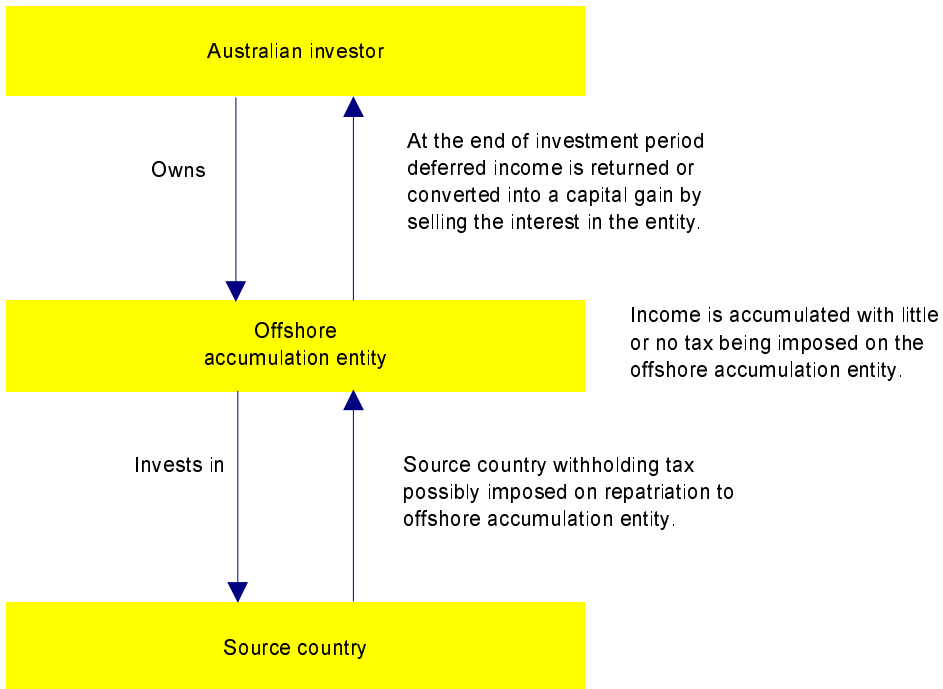 Australian investor
Owns
At the end of investment period
deferred income is returned or
converted into a capital gain by
selling the interest in the entity.
Offshore
accumulation entity
Income is accumulated with little
or no tax being imposed on the
offshore accumulation entity.
Invests in
Source country withholding tax
possibly imposed on repatriation to
offshore accumulation entity.
Source country